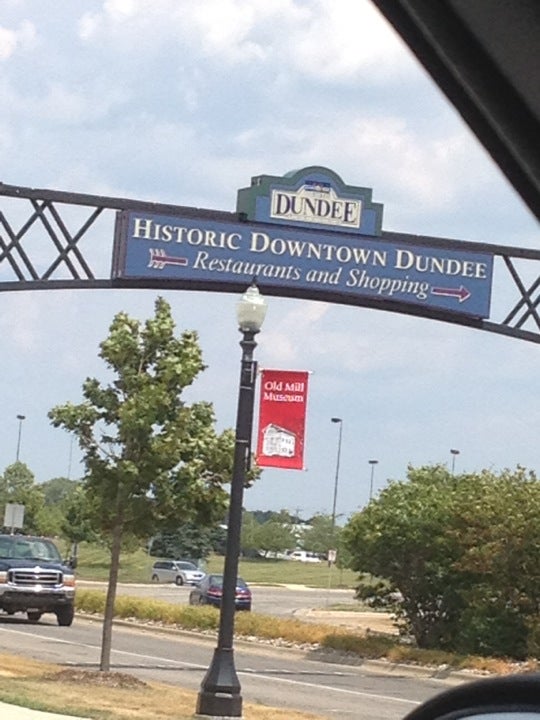 DUNDEE
HISTORIC DOWNTOWN DUNDEE
Restaurants and Shopping
Old Mill
Museum